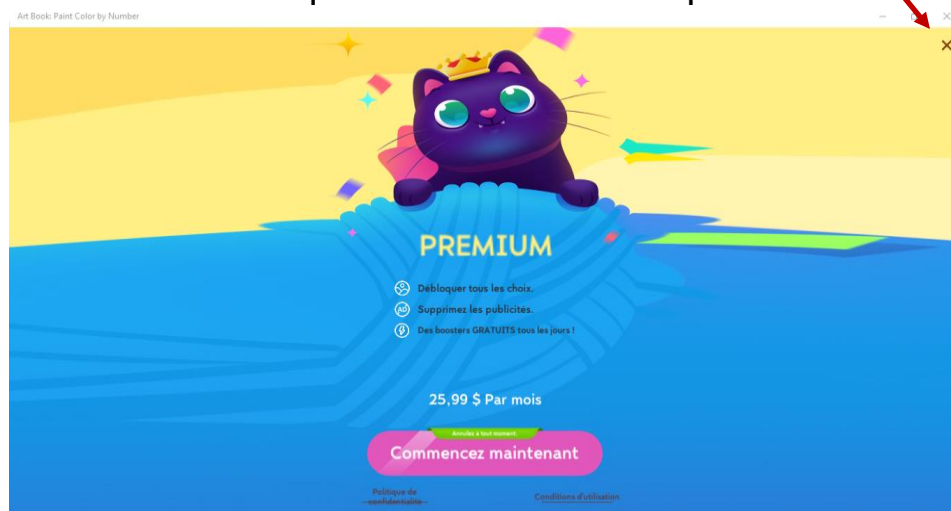 Art Book: Paint Color by Number
PREMIUM
Débloquer tous les choix.
AD
Supprimez les publicités.
Des boosters GRATUITS tous les jours !
25,99 $ Par mois
Annulez à tout moment
Commencez maintenant
Politique de
confidentialité
Conditions d'utilisation